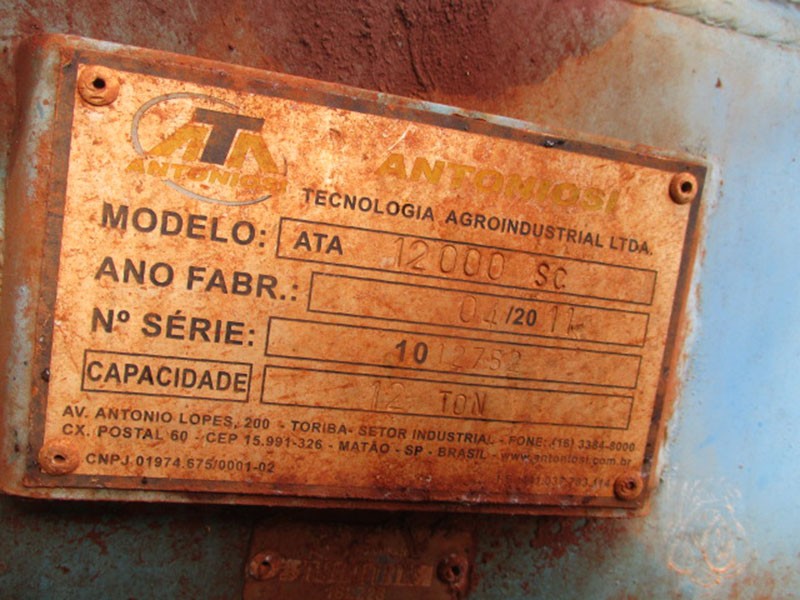 ATA
ANTONIOSI
ANTONIOSI
TECNOLOGIA AGROINDUSTRIAL LTDA.
MODELO: ATA 12000 SC
ANO FABR.: 04/2011
Nº SÉRIE: 1012752
CAPACIDADE 12 TON
AV. ANTONIO LOPES, 200 - TORIBA- SETOR INDUSTRIAL - FONE: (16) 3384-8000
CX. POSTAL 60 - CEP 15.991-326 - MATÃO - SP - BRASIL - www.antoniosi.com.br
CNPJ.01974.675/0001-02